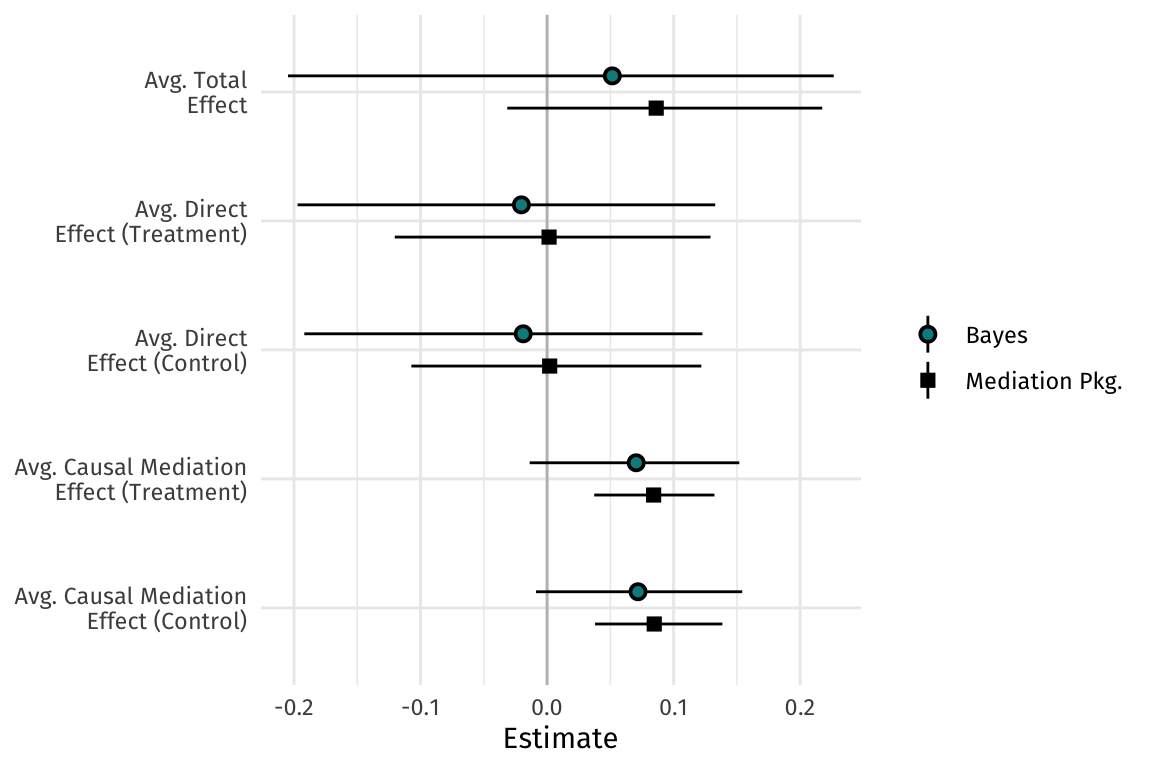 Avg. Total
Effect
Avg. Direct
Effect (Treatment)
Avg. Direct
Effect (Control)
Avg. Causal Mediation
Effect (Treatment)
Avg. Causal Mediation
Effect (Control)
-0.2 -0.1 0.0 0.1 0.2
Estimate
Bayes
Mediation Pkg.